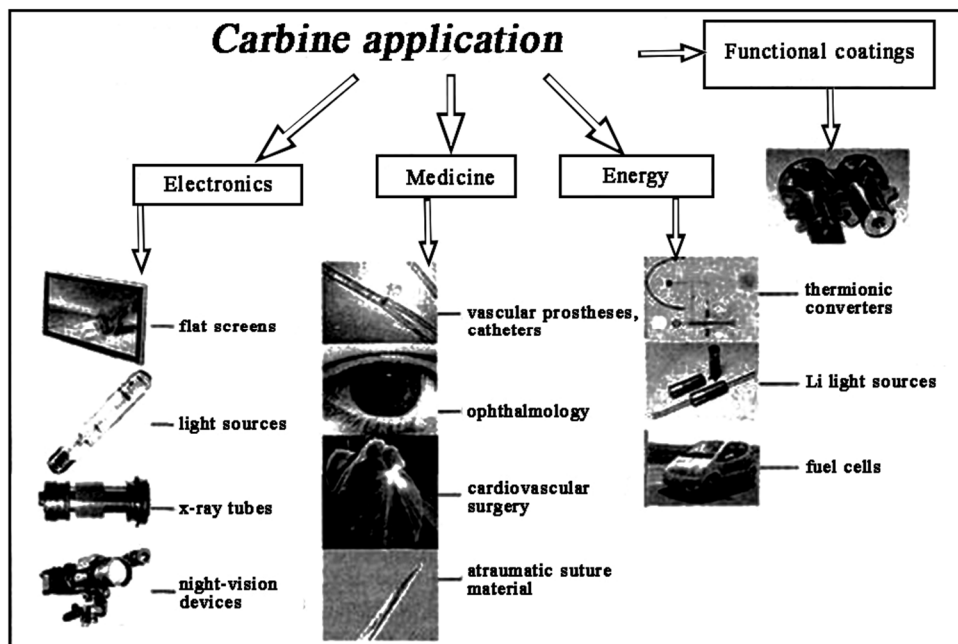 Carbine application
Functional coatings
Electronics
Medicine
Energy
flat screens
light sources
x-ray tubes
night-vision
devices
vascular prostheses,
catheters
ophthalmology
cardiovascular
surgery
atraumatic suture
material
thermionic
converters
Li light sources
fuel cells